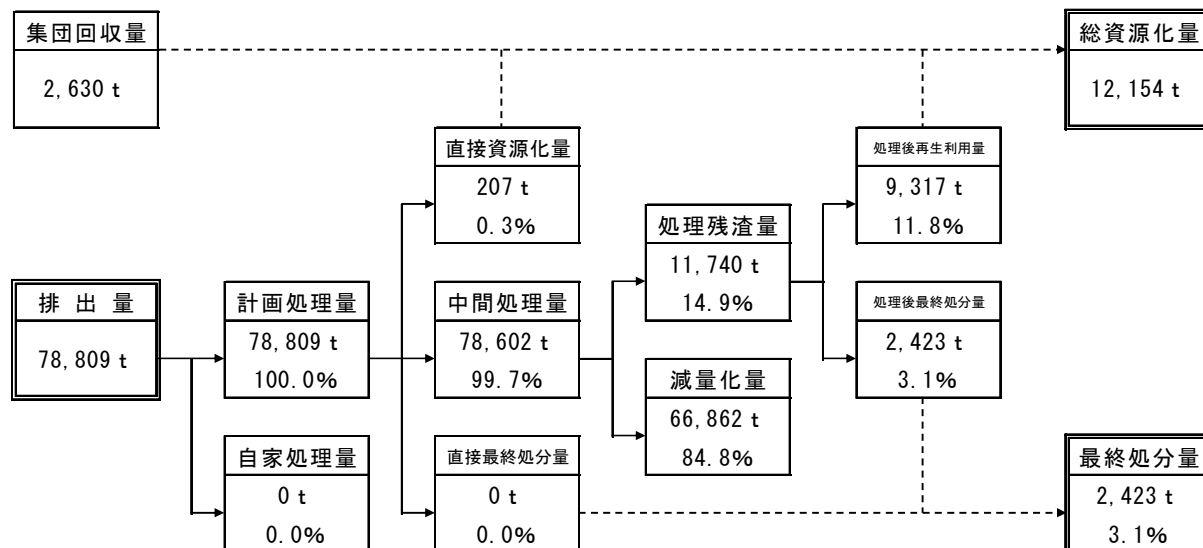 集団回収量
2,630 t
総資源化量
12,154 t
直接資源化量
207 t
0.3%
処理後再生利用量
9,317 t
11.8%
処理残渣量
11,740 t
14.9%
排出量
78,809 t
計画処理量
78,809 t
100.0%
中間処理量
78,602 t
99.7%
処理後最終処分量
2,423 t
3.1%
減量化量
66,862 t
84.8%
自家処理量
0 t
0.0%
直接最終処分量
0 t
0.0%
最終処分量
2,423 t
3.1%